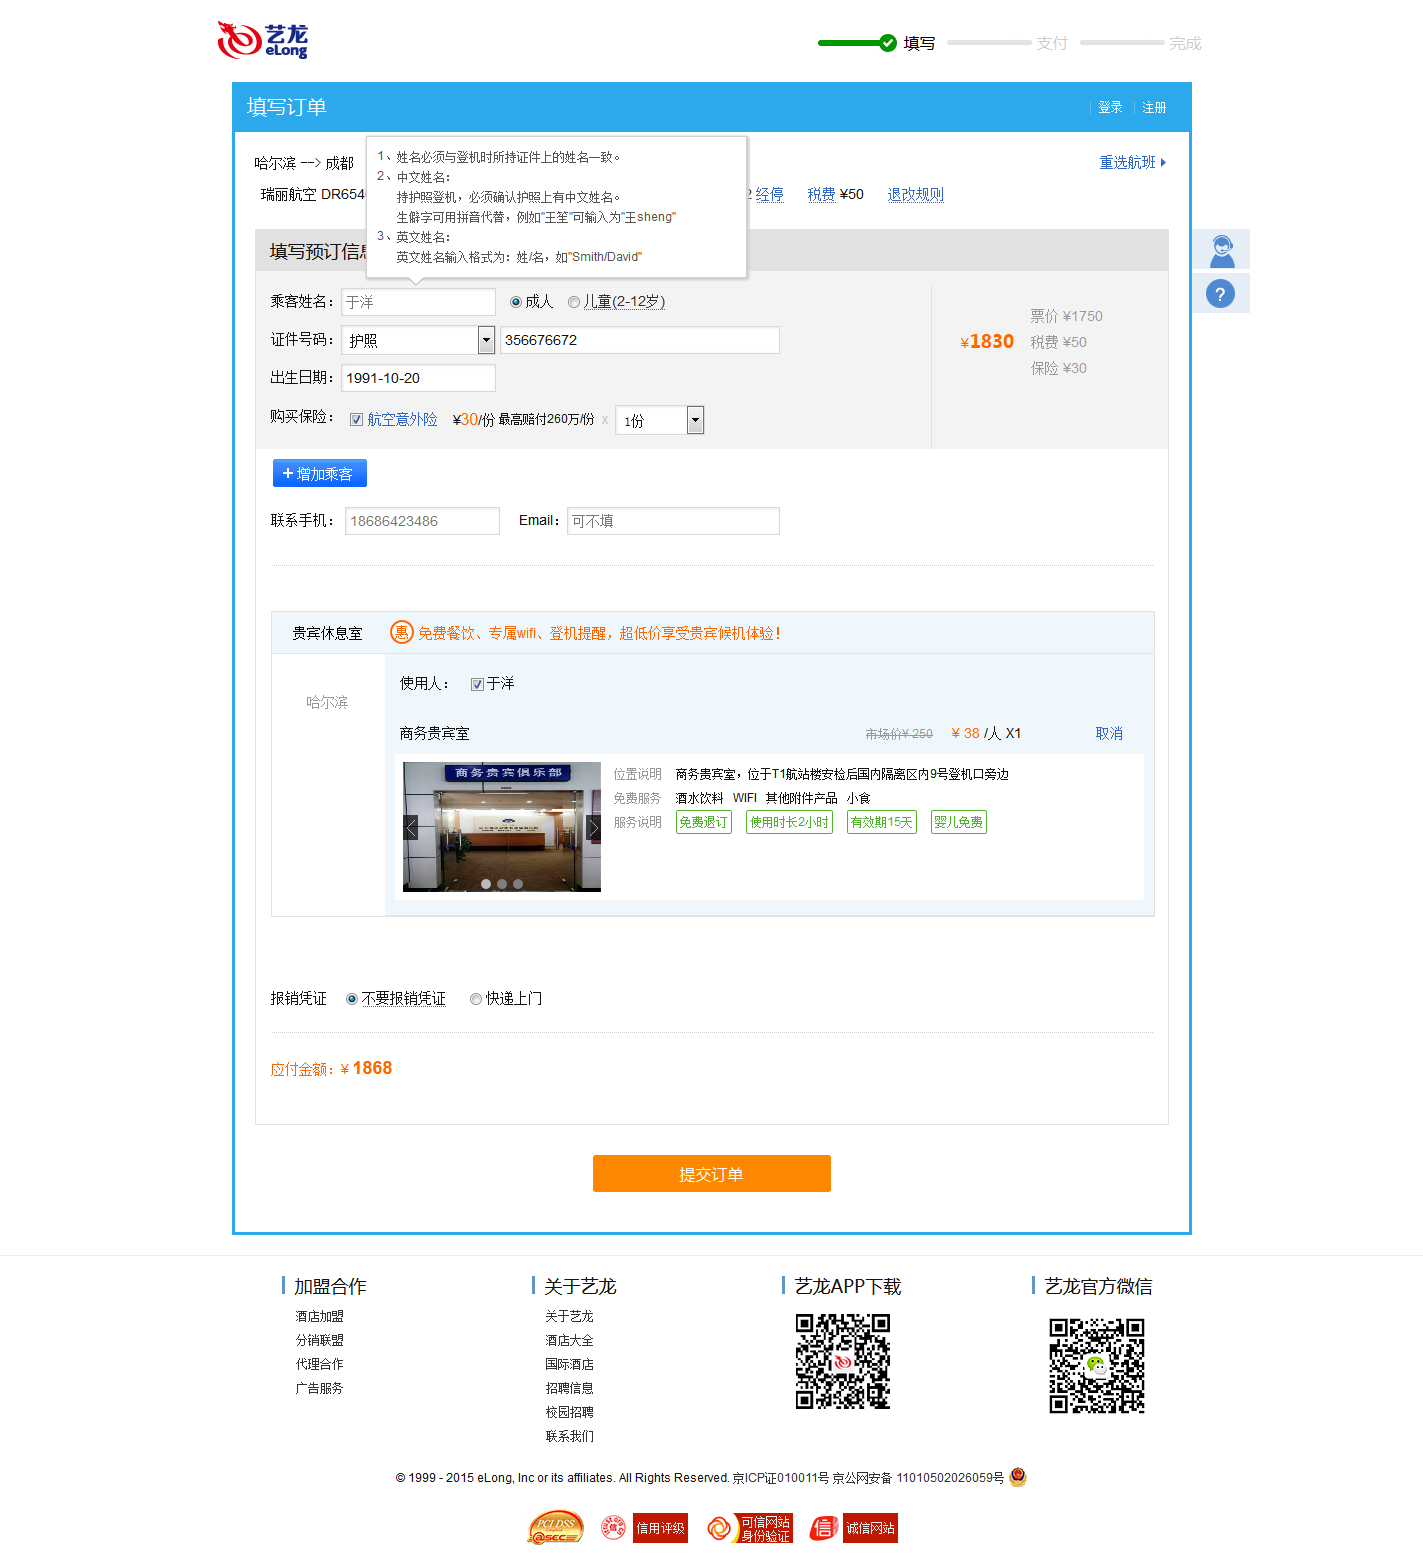 艺龙
eLong
填写 支付 完成
填写订单 登录 注册
哈尔滨 --> 成都 重选航班
瑞丽航空 DR654 经停 税费 ¥50 退改规则
1、姓名必须与登机时所持证件上的姓名一致。
2、中文姓名：
持护照登机，必须确认护照上有中文姓名。
生僻字可用拼音代替，例如"王笙"可输入为"王sheng"
3、英文姓名：
英文姓名输入格式为：姓/名，如"Smith/David"
填写预订信息
乘客姓名： 于洋 成人 儿童(2-12岁)
证件号码： 护照 356676672
出生日期： 1991-10-20
购买保险： 航空意外险 ¥30/份 最高赔付260万/份 x 1份
¥1830
票价 ¥1750
税费 ¥50
保险 ¥30
?
+ 增加乘客
联系手机： 18686423486 Email： 可不填
贵宾休息室 惠 免费餐饮、专属wifi、登机提醒，超低价享受贵宾候机体验！
哈尔滨
使用人： 于洋
商务贵宾室 市场价¥ 250 ¥ 38 /人 X1 取消
商务贵宾俱乐部
位置说明 商务贵宾室，位于T1航站楼安检后国内隔离区内9号登机口旁边
免费服务 酒水饮料 WIFI 其他附件产品 小食
服务说明 免费退订 使用时长2小时 有效期15天 婴儿免费
报销凭证 不要报销凭证 快递上门
应付金额：¥ 1868
提交订单
加盟合作
酒店加盟
分销联盟
代理合作
广告服务
关于艺龙
关于艺龙
酒店大全
国际酒店
招聘信息
校园招聘
联系我们
艺龙APP下载
艺龙官方微信
© 1999 - 2015 eLong, Inc or its affiliates. All Rights Reserved. 京ICP证010011号 京公网安备 11010502026059号
PCI DSS
@SEC
信用评级
可信网站
身份验证
信
诚信网站